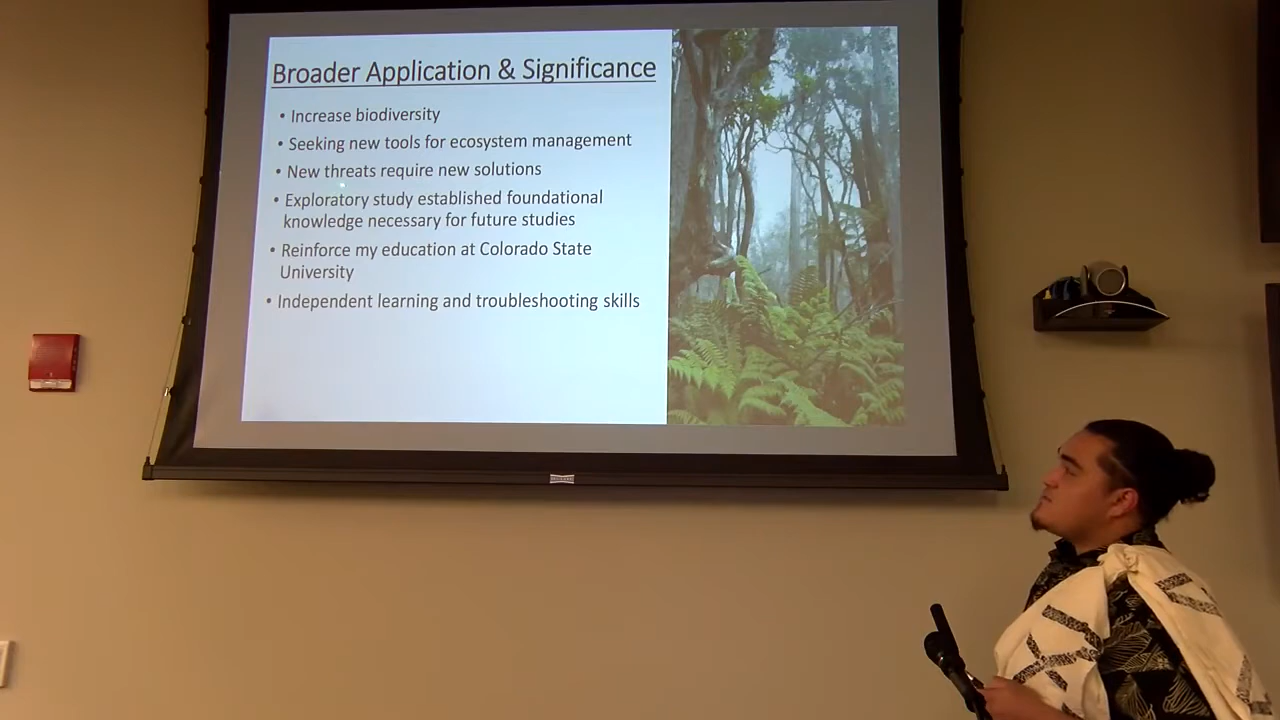 Broader Application & Significance
• Increase biodiversity
• Seeking new tools for ecosystem management
• New threats require new solutions
• Exploratory study established foundational
knowledge necessary for future studies
• Reinforce my education at Colorado State
University
• Independent learning and troubleshooting skills